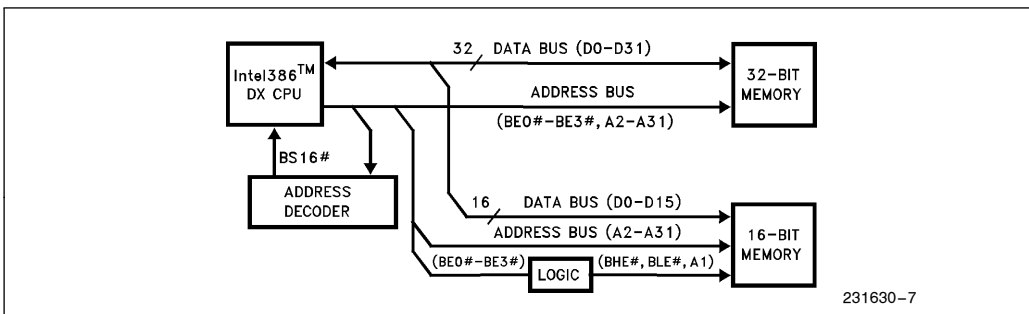 32 DATA BUS (D0-D31)
Intel386™
DX CPU
32-BIT
MEMORY
ADDRESS BUS
(BE0#-BE3#, A2-A31)
BS16#
ADDRESS
DECODER
16 DATA BUS (D0-D15)
ADDRESS BUS (A2-A31)
16-BIT
MEMORY
(BE0#-BE3#)
LOGIC
(BHE#, BLE#, A1)
231630-7